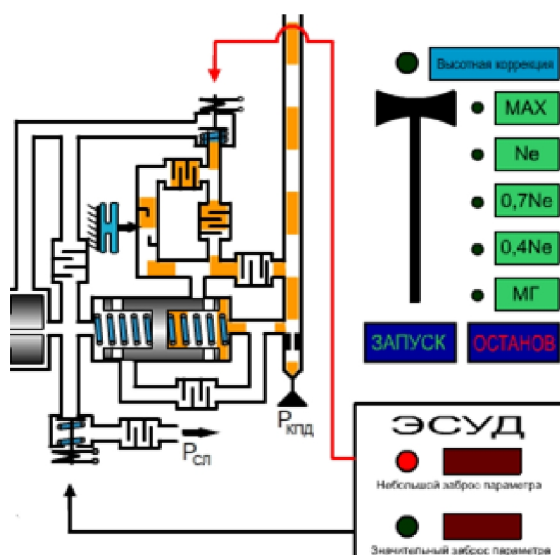 Высотная коррекция
MAX
Ne
0,7Ne
0,4Ne
МГ
ЗАПУСК
ОСТАНОВ
Pкпд
Pсл
ЭСУД
Небольшой заброс параметра
Значительный заброс параметра